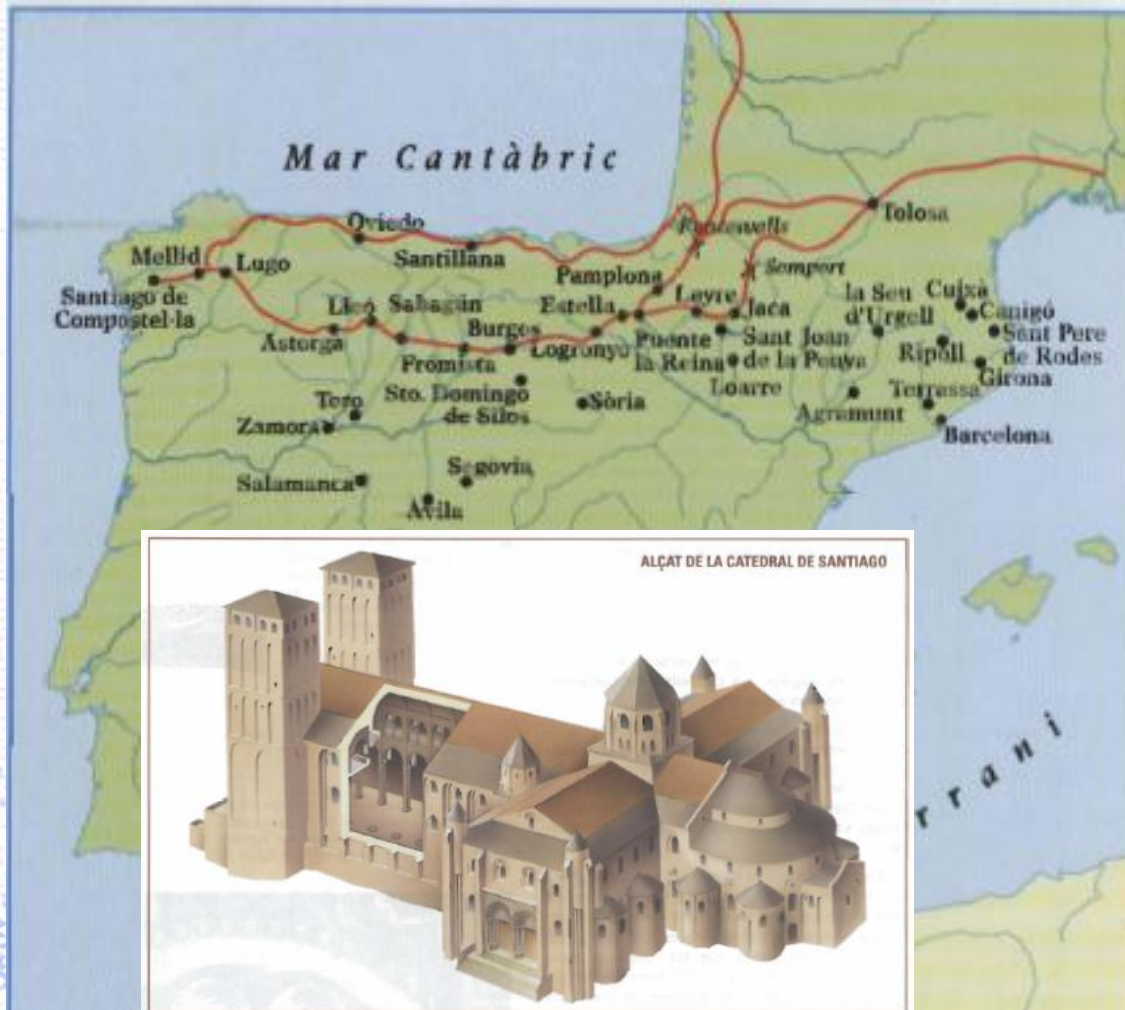 Mar Cantàbric
Tolosa
Oviedo
Santillana
Mellid
Lugo
Santiago de
Compostel·la
Pamplona
Somport
Estella
Leyre
Jaca
Lleó
Sahagún
Astorga
Burgos
Fromista
Logronyo
Puente
la Reina
Sant Joan
de la Penya
Loarre
la Seu
d'Urgell
Cuixà
Canigó
Sant Pere
de Rodes
Ripoll
Girona
Terrassa
Agramunt
Barcelona
Sto. Domingo
de Silos
Sòria
Toro
Zamora
Segovia
Salamanca
Avila
ALÇAT DE LA CATEDRAL DE SANTIAGO
rrani